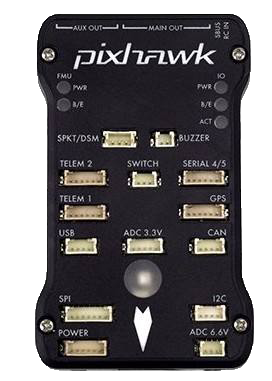 AUX OUT MAIN OUT SBUS RC IN
pixhawk
FMU IO
PWR PWR
B/E B/E
ACT
SPKT/DSM BUZZER
TELEM 2 SWITCH SERIAL 4/5
TELEM 1 GPS
USB ADC 3.3V CAN
SPI I2C
POWER ADC 6.6V